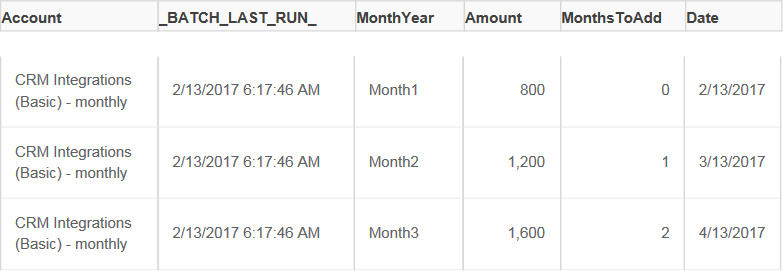 Account _BATCH_LAST_RUN_ MonthYear Amount MonthsToAdd Date
CRM Integrations
(Basic) - monthly 2/13/2017 6:17:46 AM Month1 800 0 2/13/2017
CRM Integrations
(Basic) - monthly 2/13/2017 6:17:46 AM Month2 1,200 1 3/13/2017
CRM Integrations
(Basic) - monthly 2/13/2017 6:17:46 AM Month3 1,600 2 4/13/2017